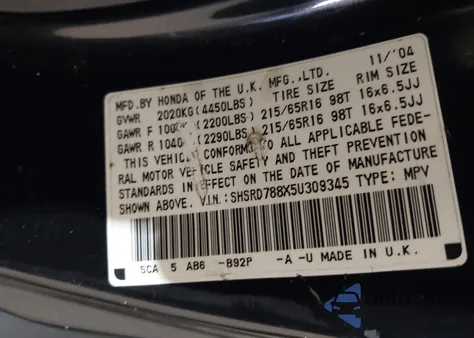 MFD.BY HONDA OF THE U.K. MFG.,LTD. 11/'04
GVWR 2020KG(4450LBS) TIRE SIZE RIM SIZE
GAWR F (2200LBS) 215/65R16 98T 16x6.5JJ
GAWR R 1040 (2290LBS) 215/65R16 98T 16x6.5JJ
THIS VEHICLE CONFORMS TO ALL APPLICABLE FEDE-
RAL MOTOR VEHICLE SAFETY AND THEFT PREVENTION
STANDARDS IN EFFECT ON THE DATE OF MANUFACTURE
SHOWN ABOVE. V.I.N.:SHSRD788X5U309345 TYPE: MPV
SCA 5 AB6 -B92P -A -U MADE IN U.K.